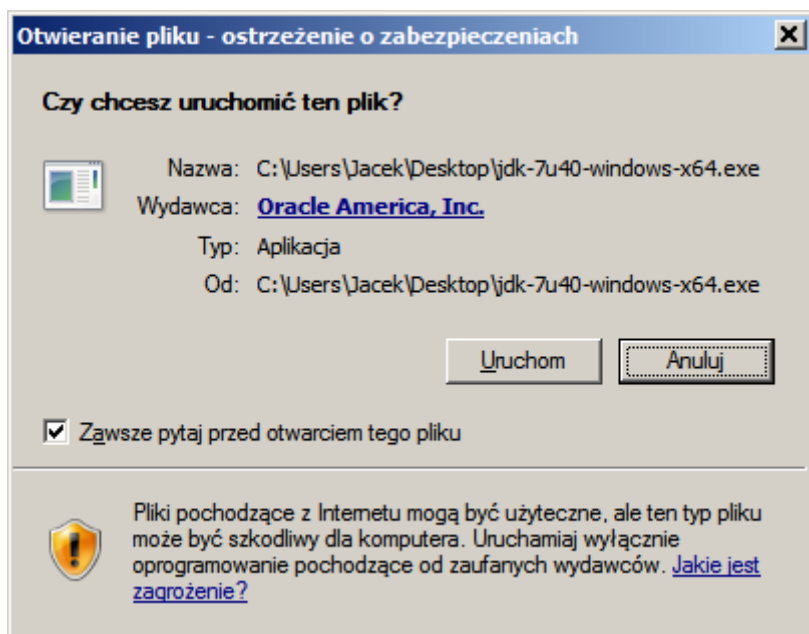 Otwieranie pliku - ostrzeżenie o zabezpieczeniach
Czy chcesz uruchomić ten plik?
Nazwa: C:\Users\Jacek\Desktop\jdk-7u40-windows-x64.exe
Wydawca: Oracle America, Inc.
Typ: Aplikacja
Od: C:\Users\Jacek\Desktop\jdk-7u40-windows-x64.exe
Uruchom Anuluj
Zawsze pytaj przed otwarciem tego pliku
Pliki pochodzące z Internetu mogą być użyteczne, ale ten typ pliku
może być szkodliwy dla komputera. Uruchamiaj wyłącznie
oprogramowanie pochodzące od zaufanych wydawców. Jakie jest
zagrożenie?